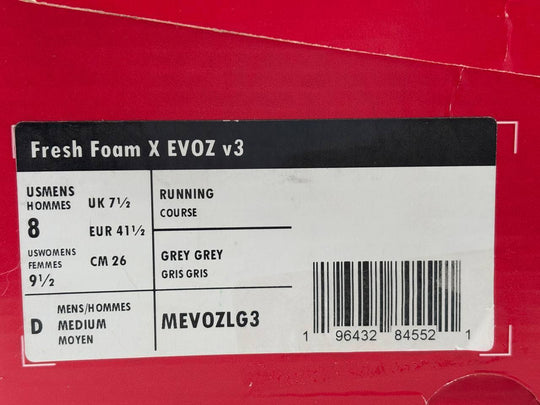 Fresh Foam X EVOZ v3
USMENS
HOMMES
8
UK 7½
EUR 41½
CM 26
USWOMENS
FEMMES
9½
RUNNING
COURSE
GREY GREY
GRIS GRIS
D
MENS/HOMMES
MEDIUM
MOYEN
MEVOZLG3
1 96432 84552 1